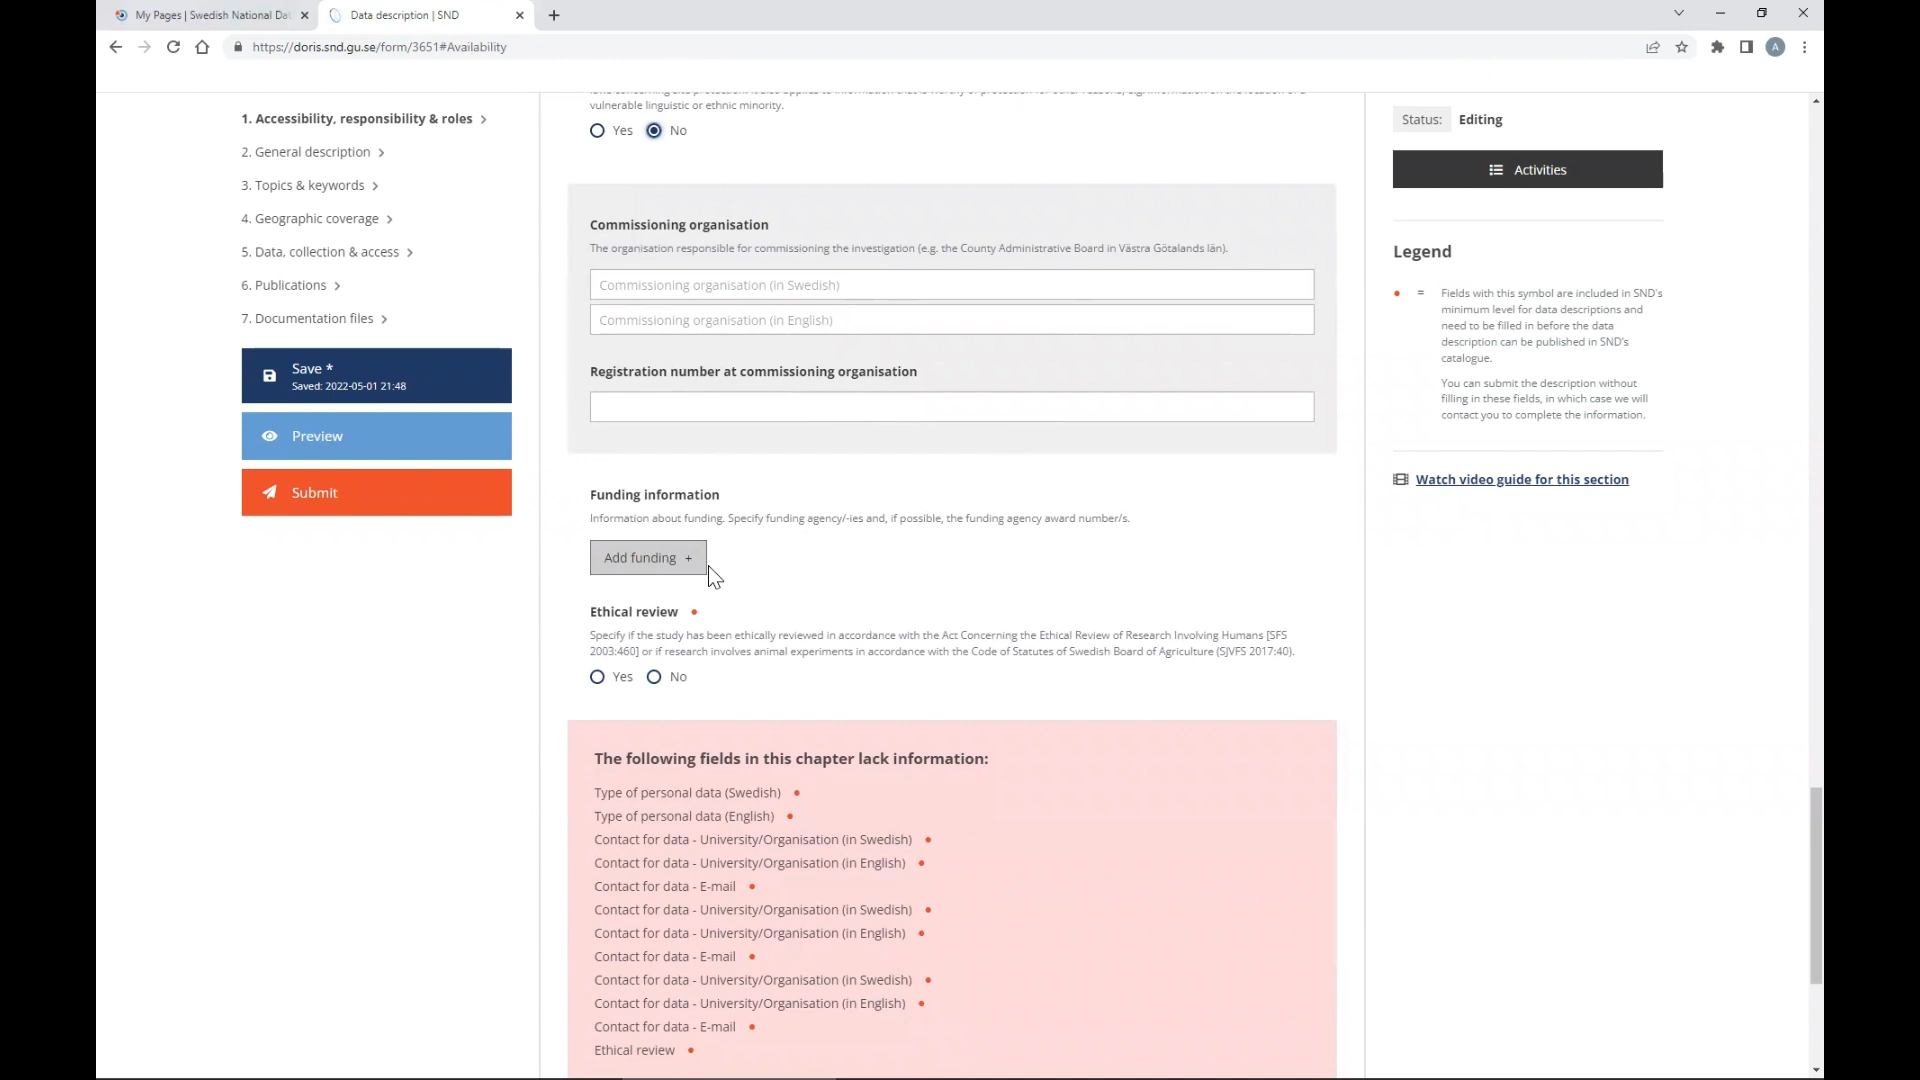 My Pages | Swedish National Dat
Data description | SND
https://doris.snd.gu.se/form/3651#Availability
A
1. Accessibility, responsibility & roles
2. General description
3. Topics & keywords
4. Geographic coverage
5. Data, collection & access
6. Publications
7. Documentation files
Save *
Saved: 2022-05-01 21:48
Preview
Submit
vulnerable linguistic or ethnic minority.
Yes No
Commissioning organisation
The organisation responsible for commissioning the investigation (e.g. the County Administrative Board in Västra Götalands län).
Commissioning organisation (in Swedish)
Commissioning organisation (in English)
Registration number at commissioning organisation
Funding information
Information about funding. Specify funding agency/-ies and, if possible, the funding agency award number/s.
Add funding +
Ethical review
Specify if the study has been ethically reviewed in accordance with the Act Concerning the Ethical Review of Research Involving Humans [SFS
2003:460] or if research involves animal experiments in accordance with the Code of Statutes of Swedish Board of Agriculture (SJVFS 2017:40).
Yes No
The following fields in this chapter lack information:
Type of personal data (Swedish)
Type of personal data (English)
Contact for data - University/Organisation (in Swedish)
Contact for data - University/Organisation (in English)
Contact for data - E-mail
Contact for data - University/Organisation (in Swedish)
Contact for data - University/Organisation (in English)
Contact for data - E-mail
Contact for data - University/Organisation (in Swedish)
Contact for data - University/Organisation (in English)
Contact for data - E-mail
Ethical review
Status: Editing
Activities
Legend
= Fields with this symbol are included in SND's
minimum level for data descriptions and
need to be filled in before the data
description can be published in SND's
catalogue.
You can submit the description without
filling in these fields, in which case we will
contact you to complete the information.
Watch video guide for this section